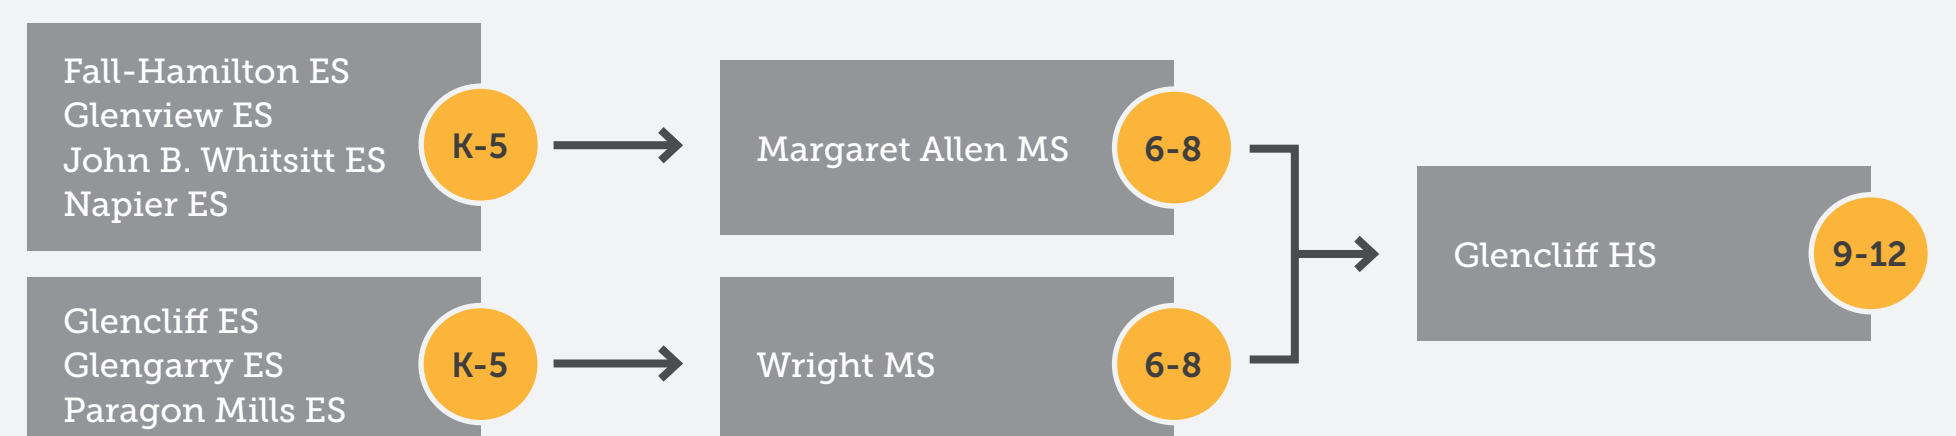 Fall-Hamilton ES
Glenview ES
John B. Whitsitt ES
Napier ES
K-5
Margaret Allen MS
6-8
Glencliff ES
Glengarry ES
Paragon Mills ES
K-5
Wright MS
6-8
Glencliff HS
9-12